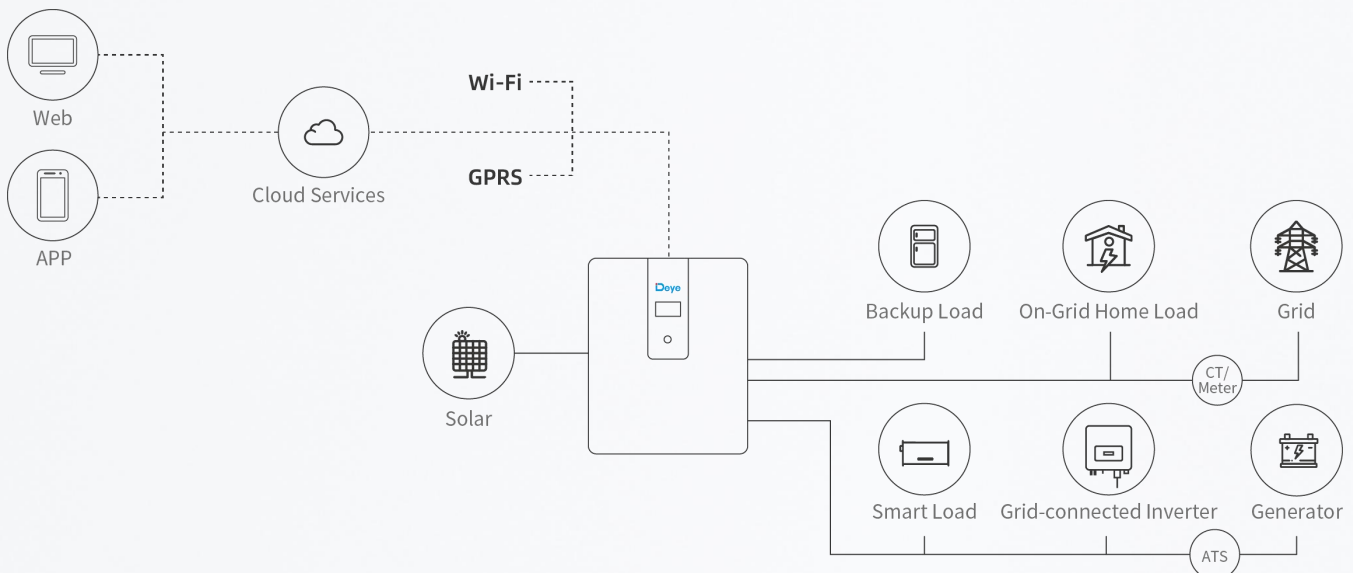 Web
APP
Cloud Services
Wi-Fi
GPRS
Deye
Solar
Backup Load
On-Grid Home Load
Grid
CT/
Meter
Smart Load
Grid-connected Inverter
Generator
ATS